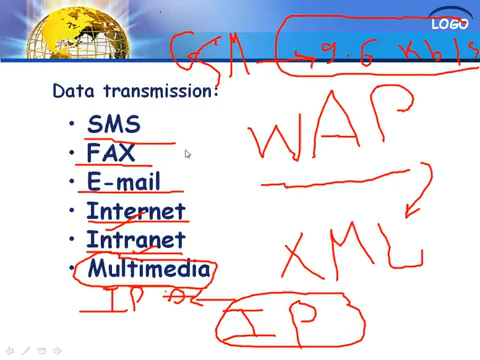 LOGO
GSM → 9.6 Kb/s
Data transmission:
• SMS
WAP
• FAX
• E-mail
• Internet
• Intranet
XML
• Multimedia
IP
IP